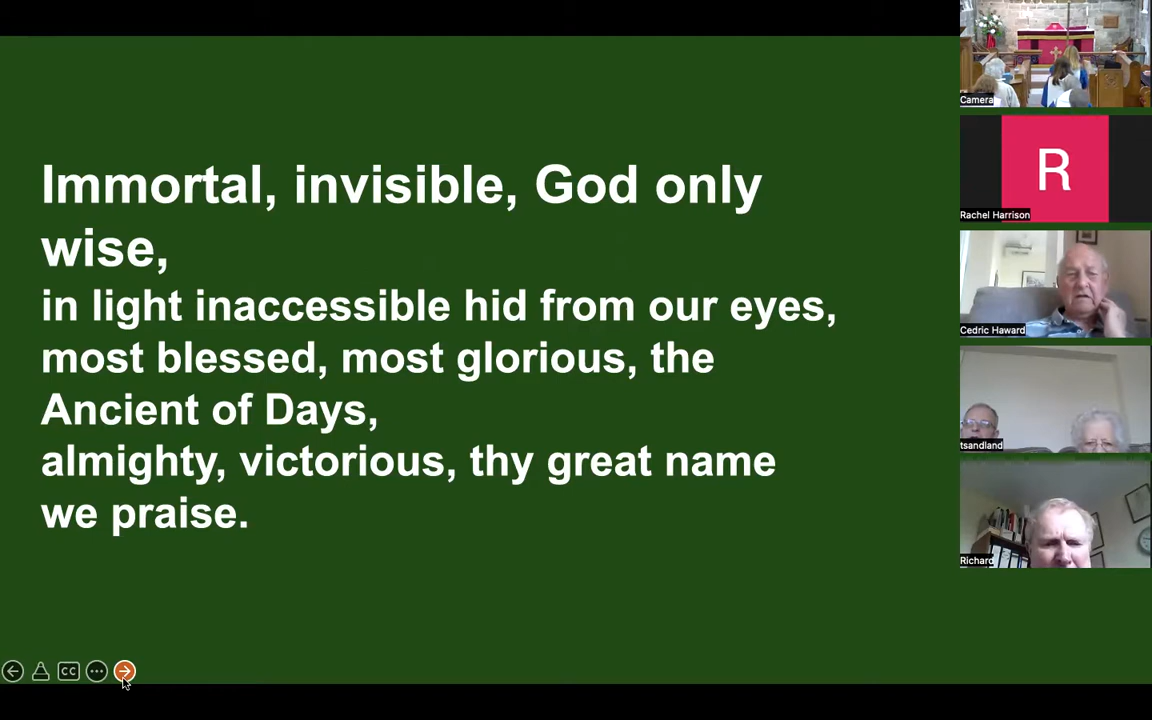 Immortal, invisible, God only
wise,
in light inaccessible hid from our eyes,
most blessed, most glorious, the
Ancient of Days,
almighty, victorious, thy great name
we praise.
CC
Camera
R
Rachel Harrison
Cedric Haward
tsandland
Richard